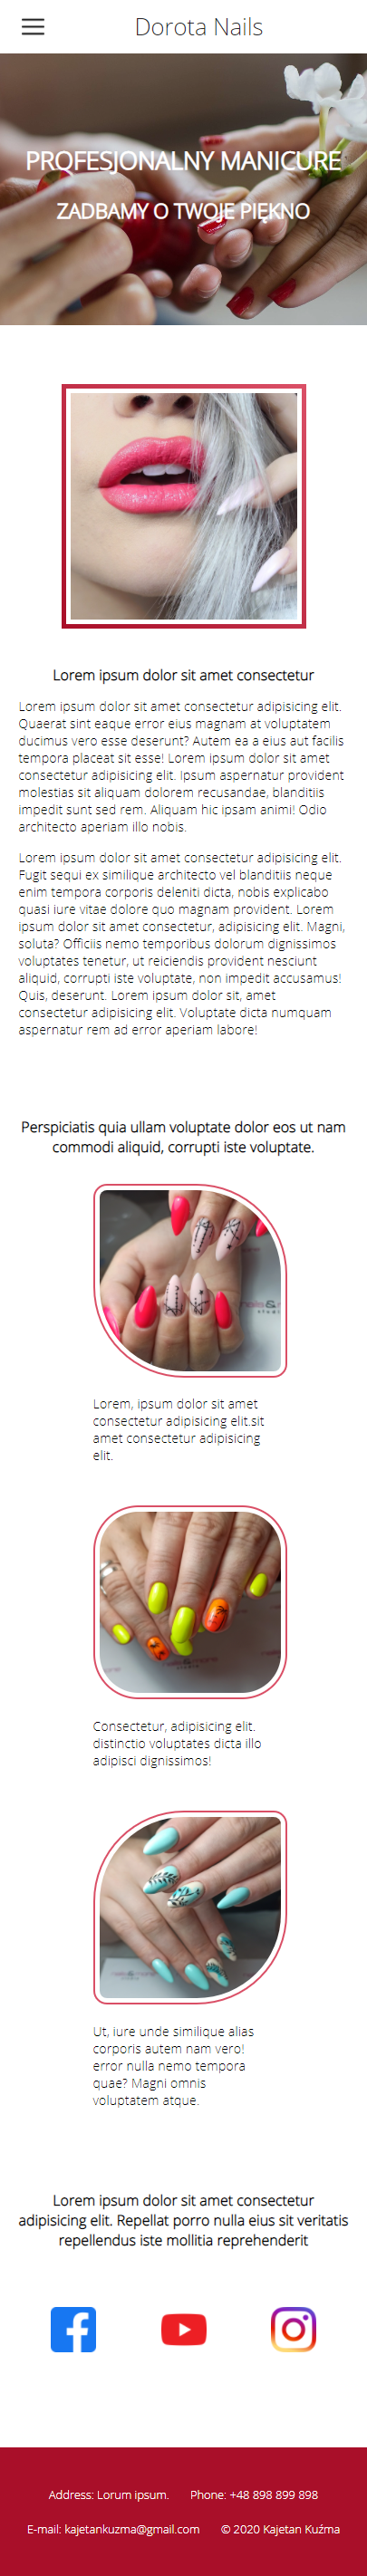 Dorota Nails
PROFESJONALNY MANICURE
ZADBAMY O TWOJE PIĘKNO
Lorem ipsum dolor sit amet consectetur
Lorem ipsum dolor sit amet consectetur adipisicing elit.
Quaerat sint eaque error eius magnam at voluptatem
ducimus vero esse deserunt? Autem ea a eius aut facilis
tempora placeat sit esse! Lorem ipsum dolor sit amet
consectetur adipisicing elit. Ipsum aspernatur provident
molestias sit aliquam dolorem recusandae, blanditiis
impedit sunt sed rem. Aliquam hic ipsam animi! Odio
architecto aperiam illo nobis.
Lorem ipsum dolor sit amet consectetur adipisicing elit.
Fugit sequi ex similique architecto vel blanditiis neque
enim tempora corporis deleniti dicta, nobis explicabo
quasi iure vitae dolore quo magnam provident. Lorem
ipsum dolor sit amet consectetur, adipisicing elit. Magni,
soluta? Officiis nemo temporibus dolorum dignissimos
voluptates tenetur, ut reiciendis provident nesciunt
aliquid, corrupti iste voluptate, non impedit accusamus!
Quis, deserunt. Lorem ipsum dolor sit, amet
consectetur adipisicing elit. Voluptate dicta numquam
aspernatur rem ad error aperiam labore!
Perspiciatis quia ullam voluptate dolor eos ut nam
commodi aliquid, corrupti iste voluptate.
Lorem, ipsum dolor sit amet
consectetur adipisicing elit.sit
amet consectetur adipisicing
elit.
Consectetur, adipisicing elit.
distinctio voluptates dicta illo
adipisci dignissimos!
Ut, iure unde similique alias
corporis autem nam vero!
error nulla nemo tempora
quae? Magni omnis
voluptatem atque.
Lorem ipsum dolor sit amet consectetur
adipisicing elit. Repellat porro nulla eius sit veritatis
repellendus iste mollitia reprehenderit
Address: Lorum ipsum. Phone: +48 898 899 898
E-mail: kajetankuzma@gmail.com © 2020 Kajetan Kuźma